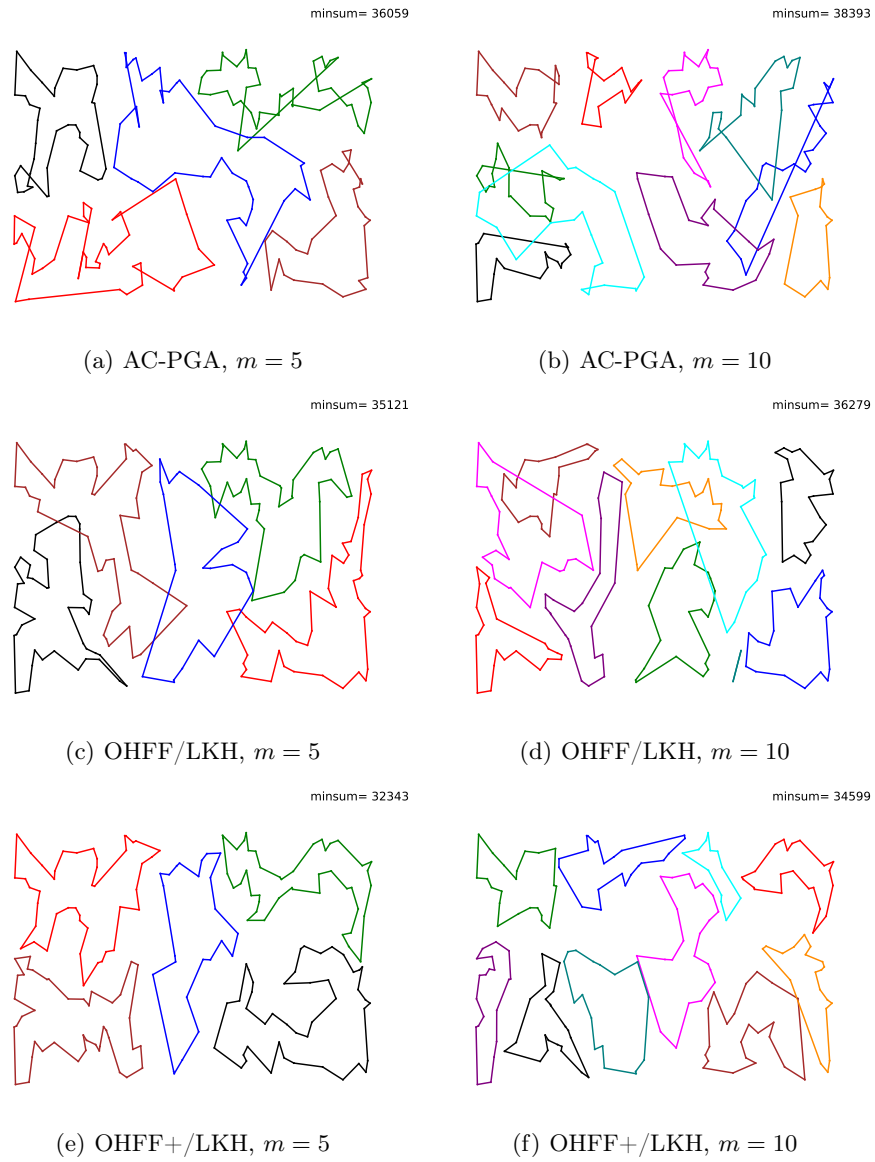 minsum= 36059
minsum= 38393
(a) AC-PGA, m = 5
(b) AC-PGA, m = 10
minsum= 35121
minsum= 36279
(c) OHFF/LKH, m = 5
(d) OHFF/LKH, m = 10
minsum= 32343
minsum= 34599
(e) OHFF+/LKH, m = 5
(f) OHFF+/LKH, m = 10